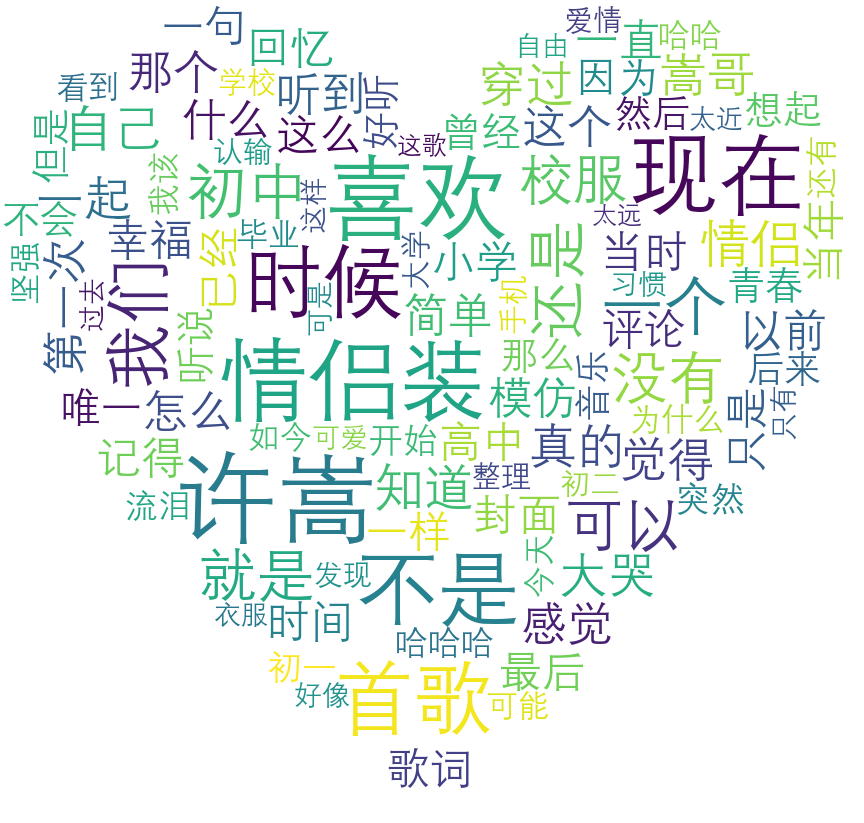 一句
爱情
那个
回忆
自由
一直
哈哈
看到
学校
听到
好听
穿过
因为
嵩哥
但是
自己
什么
这么
这歌
曾经
这个
然后
太近
想起
我该
认输
初中
喜欢
校服
现在
还有
不会
一起
这样
太远
坚强
幸福
毕业
大学
小学
还是
当时
情侣
当年
第一次
过去
我们
已经
时候
可是
简单
手机
一个
习惯
青春
听说
情侣装
那么
评论
以前
唯一
怎么
模仿
音乐
没有
后来
只是
只有
记得
如今
可爱
开始
高中
真的
觉得
为什么
流泪
许嵩
知道
整理
初二
突然
一样
封面
可以
就是
发现
不是
今天
大哭
衣服
时间
哈哈哈
感觉
初一
好像
首歌
最后
可能
歌词